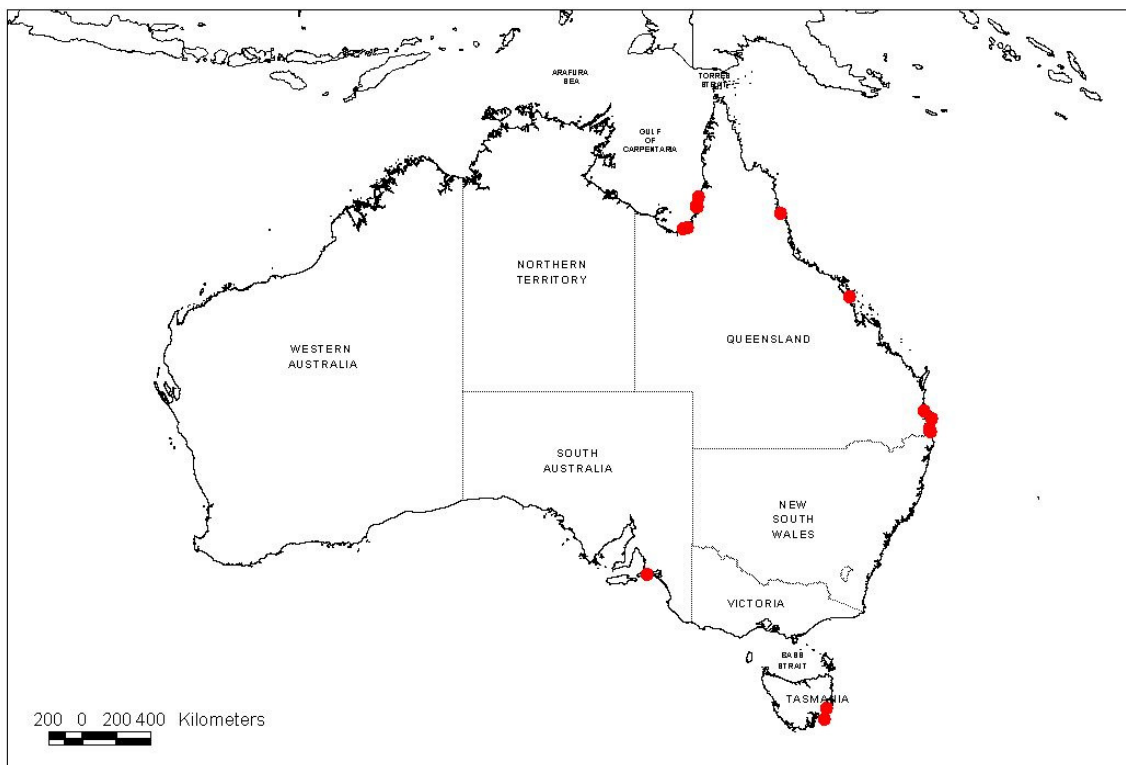 ARAFURA
SEA
TORRES
STRAIT
GULF
OF
CARPENTARIA
NORTHERN
TERRITORY
QUEENSLAND
WESTERN
AUSTRALIA
SOUTH
AUSTRALIA
NEW
SOUTH
WALES
VICTORIA
BASS
STRAIT
TASMANIA
200 0 200 400 Kilometers